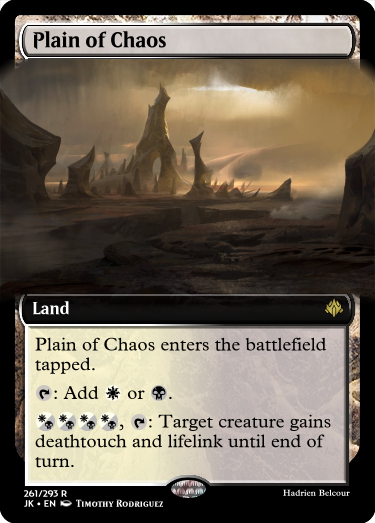 Plain of Chaos
Land
Plain of Chaos enters the battlefield
tapped.
: Add or .
, : Target creature gains
deathtouch and lifelink until end of
turn.
261/293 R
JK • EN Timothy Rodriguez
Hadrien Belcour